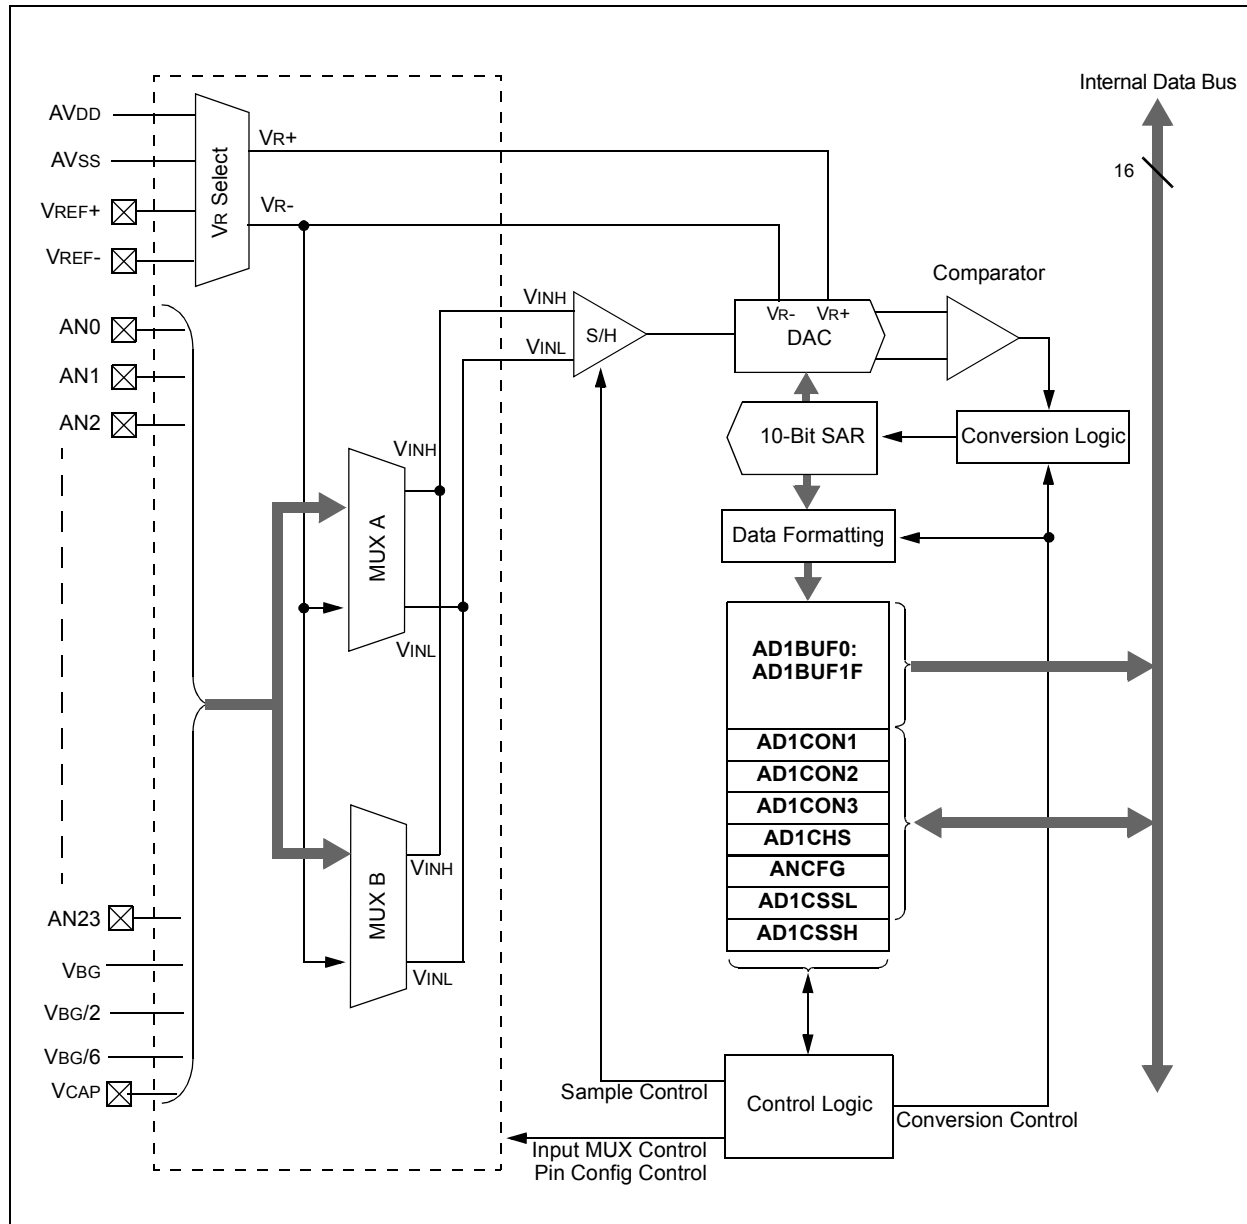 Internal Data Bus
16
AVDD
AVSS
VREF+
VREF-
VR Select
VR+
VR-
AN0
AN1
AN2
AN23
VBG
VBG/2
VBG/6
VCAP
MUX A
VINH
VINL
MUX B
VINH
VINL
VINH
VINL
S/H
VR- VR+
DAC
Comparator
10-Bit SAR
Conversion Logic
Data Formatting
AD1BUF0:
AD1BUF1F
AD1CON1
AD1CON2
AD1CON3
AD1CHS
ANCFG
AD1CSSL
AD1CSSH
Control Logic
Sample Control
Conversion Control
Input MUX Control
Pin Config Control